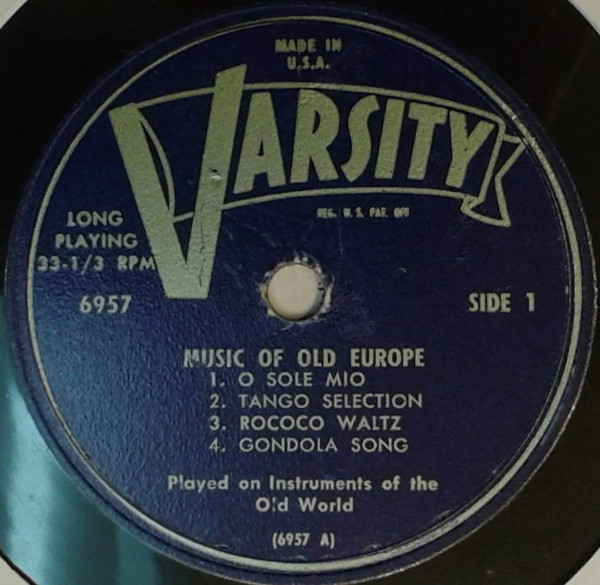 MADE IN
U.S.A.
VARSITY
REG. U.S. PAT. OFF
LONG
PLAYING
33-1/3 RPM
6957
SIDE 1
MUSIC OF OLD EUROPE
1. O SOLE MIO
2. TANGO SELECTION
3. ROCOCO WALTZ
4. GONDOLA SONG
Played on Instruments of the
Old World
(6957 A)